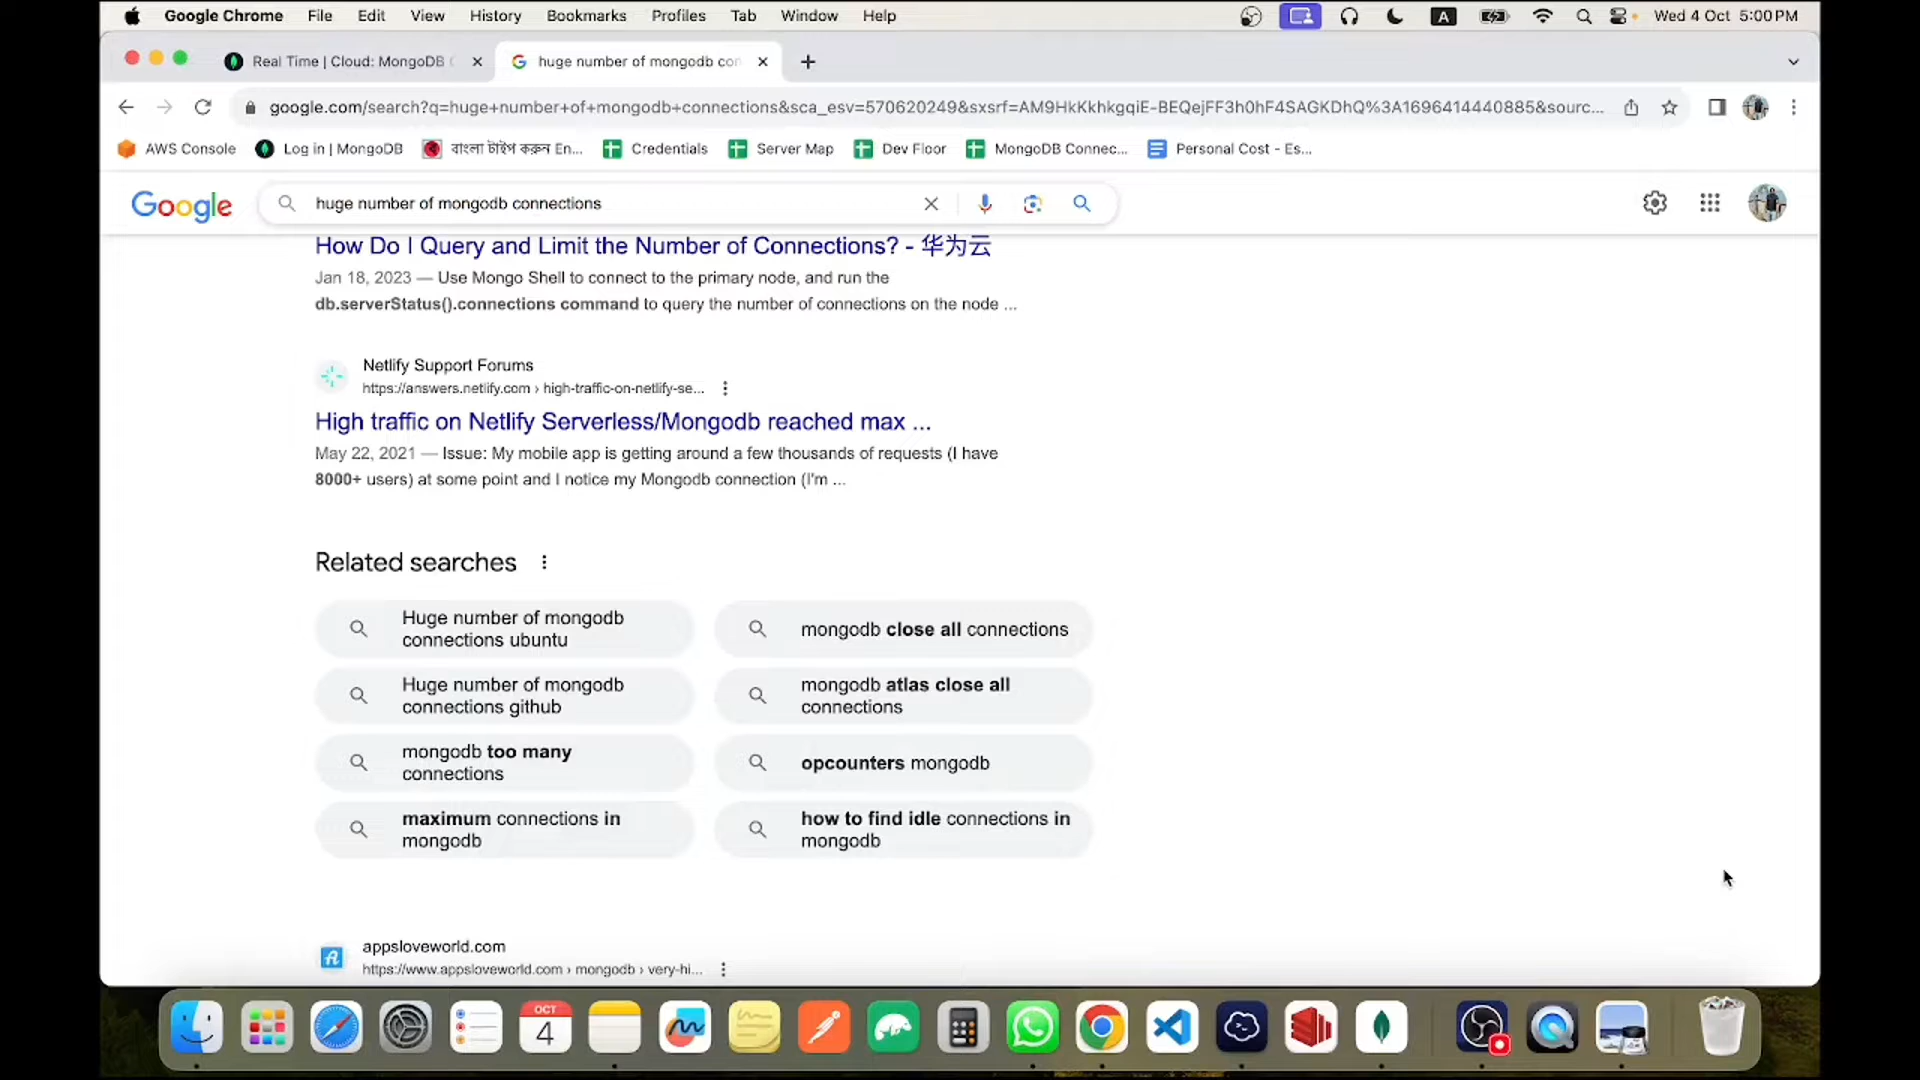 Google Chrome File Edit View History Bookmarks Profiles Tab Window Help A Wed 4 Oct 5:00 PM
Real Time | Cloud: MongoDB huge number of mongodb con
google.com/search?q=huge+number+of+mongodb+connections&sca_esv=570620249&sxsrf=AM9HkKkhkgqiE-BEQejFF3h0hF4SAGKDhQ%3A1696414440885&sourc...
AWS Console Log in | MongoDB বাংলা টাইপ করুন En... Credentials Server Map Dev Floor MongoDB Connec... Personal Cost - Es...
Google huge number of mongodb connections
How Do I Query and Limit the Number of Connections? - 华为云
Jan 18, 2023 — Use Mongo Shell to connect to the primary node, and run the
db.serverStatus().connections command to query the number of connections on the node ...
Netlify Support Forums
https://answers.netlify.com › high-traffic-on-netlify-se...
High traffic on Netlify Serverless/Mongodb reached max ...
May 22, 2021 — Issue: My mobile app is getting around a few thousands of requests (I have
8000+ users) at some point and I notice my Mongodb connection (I'm ...
Related searches
Huge number of mongodb
connections ubuntu
mongodb close all connections
Huge number of mongodb
connections github
mongodb atlas close all
connections
mongodb too many
connections
opcounters mongodb
maximum connections in
mongodb
how to find idle connections in
mongodb
appsloveworld.com
https://www.appsloveworld.com › mongodb › very-hi...
OCT
4